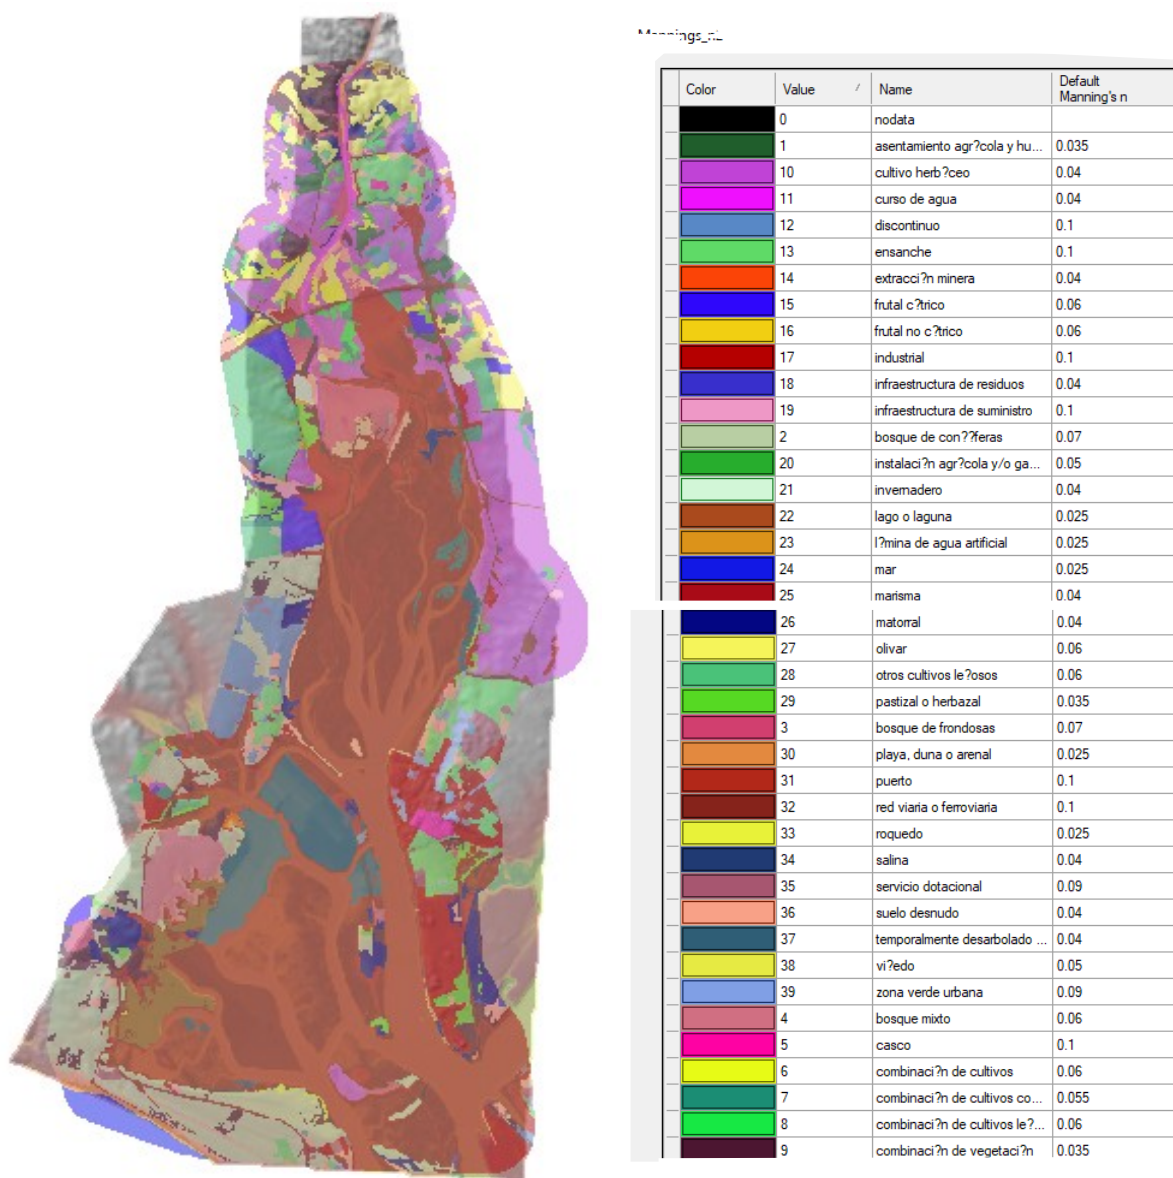 Color Value / Name Default Manning's n
0 nodata
1 asentamiento agr?cola y hu... 0.035
10 cultivo herb?ceo 0.04
11 curso de agua 0.04
12 discontinuo 0.1
13 ensanche 0.1
14 extracci?n minera 0.04
15 frutal c?trico 0.06
16 frutal no c?trico 0.06
17 industrial 0.1
18 infraestructura de residuos 0.04
19 infraestructura de suministro 0.1
2 bosque de con??feras 0.07
20 instalaci?n agr?cola y/o ga... 0.05
21 invernadero 0.04
22 lago o laguna 0.025
23 l?mina de agua artificial 0.025
24 mar 0.025
25 marisma 0.04
26 matorral 0.04
27 olivar 0.06
28 otros cultivos le?osos 0.06
29 pastizal o herbazal 0.035
3 bosque de frondosas 0.07
30 playa, duna o arenal 0.025
31 puerto 0.1
32 red viaria o ferroviaria 0.1
33 roquedo 0.025
34 salina 0.04
35 servicio dotacional 0.09
36 suelo desnudo 0.04
37 temporalmente desarbolado ... 0.04
38 vi?edo 0.05
39 zona verde urbana 0.09
4 bosque mixto 0.06
5 casco 0.1
6 combinaci?n de cultivos 0.06
7 combinaci?n de cultivos co... 0.055
8 combinaci?n de cultivos le?... 0.06
9 combinaci?n de vegetaci?n 0.035